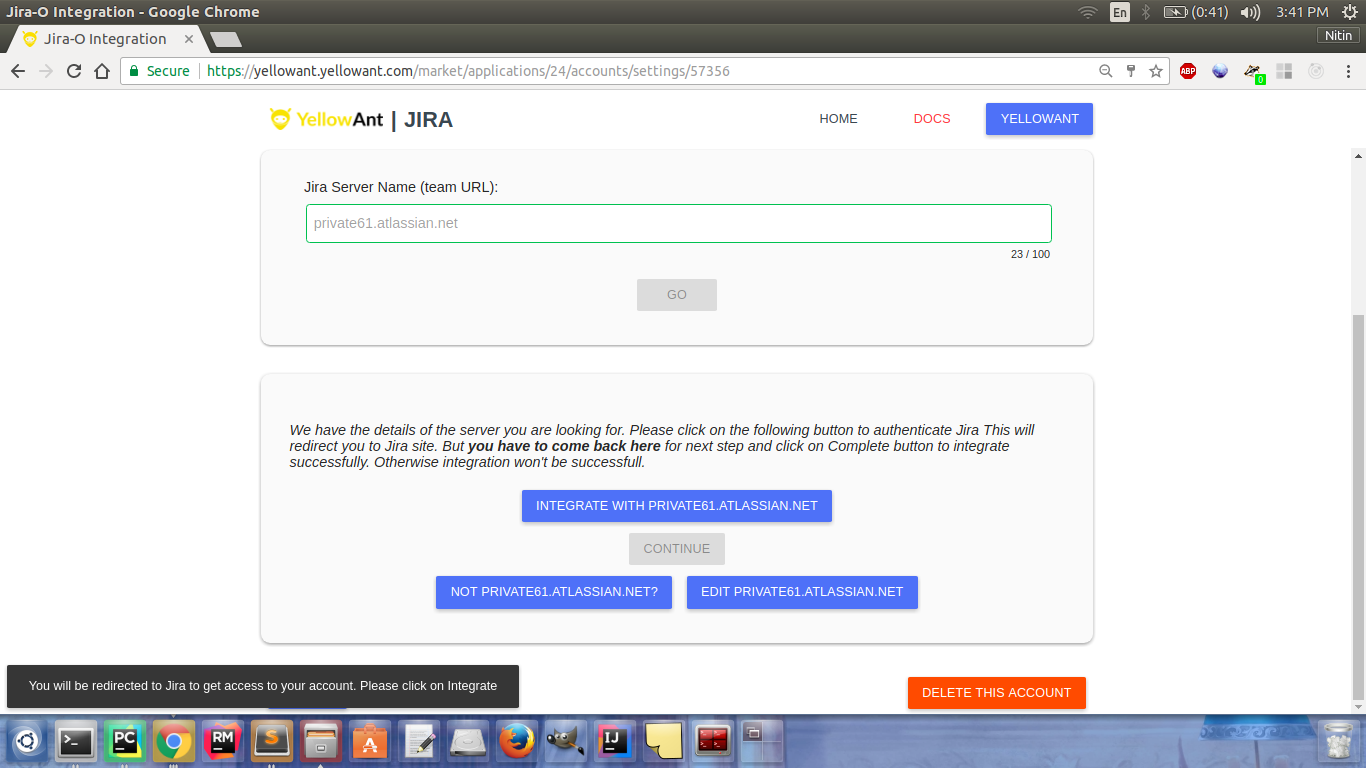 Jira-O Integration - Google Chrome
En
(0:41)
3:41 PM
Jira-O Integration
Nitin
Secure
https://yellowant.yellowant.com/market/applications/24/accounts/settings/57356
ABP
0
YellowAnt | JIRA
HOME
DOCS
YELLOWANT
Jira Server Name (team URL):
private61.atlassian.net
23 / 100
GO
We have the details of the server you are looking for. Please click on the following button to authenticate Jira This will
redirect you to Jira site. But you have to come back here for next step and click on Complete button to integrate
successfully. Otherwise integration won't be successfull.
INTEGRATE WITH PRIVATE61.ATLASSIAN.NET
CONTINUE
NOT PRIVATE61.ATLASSIAN.NET?
EDIT PRIVATE61.ATLASSIAN.NET
You will be redirected to Jira to get access to your account. Please click on Integrate
DELETE THIS ACCOUNT
PC
RM
S
A
IJ